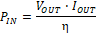 P_IN = (V_OUT · I_OUT) / η